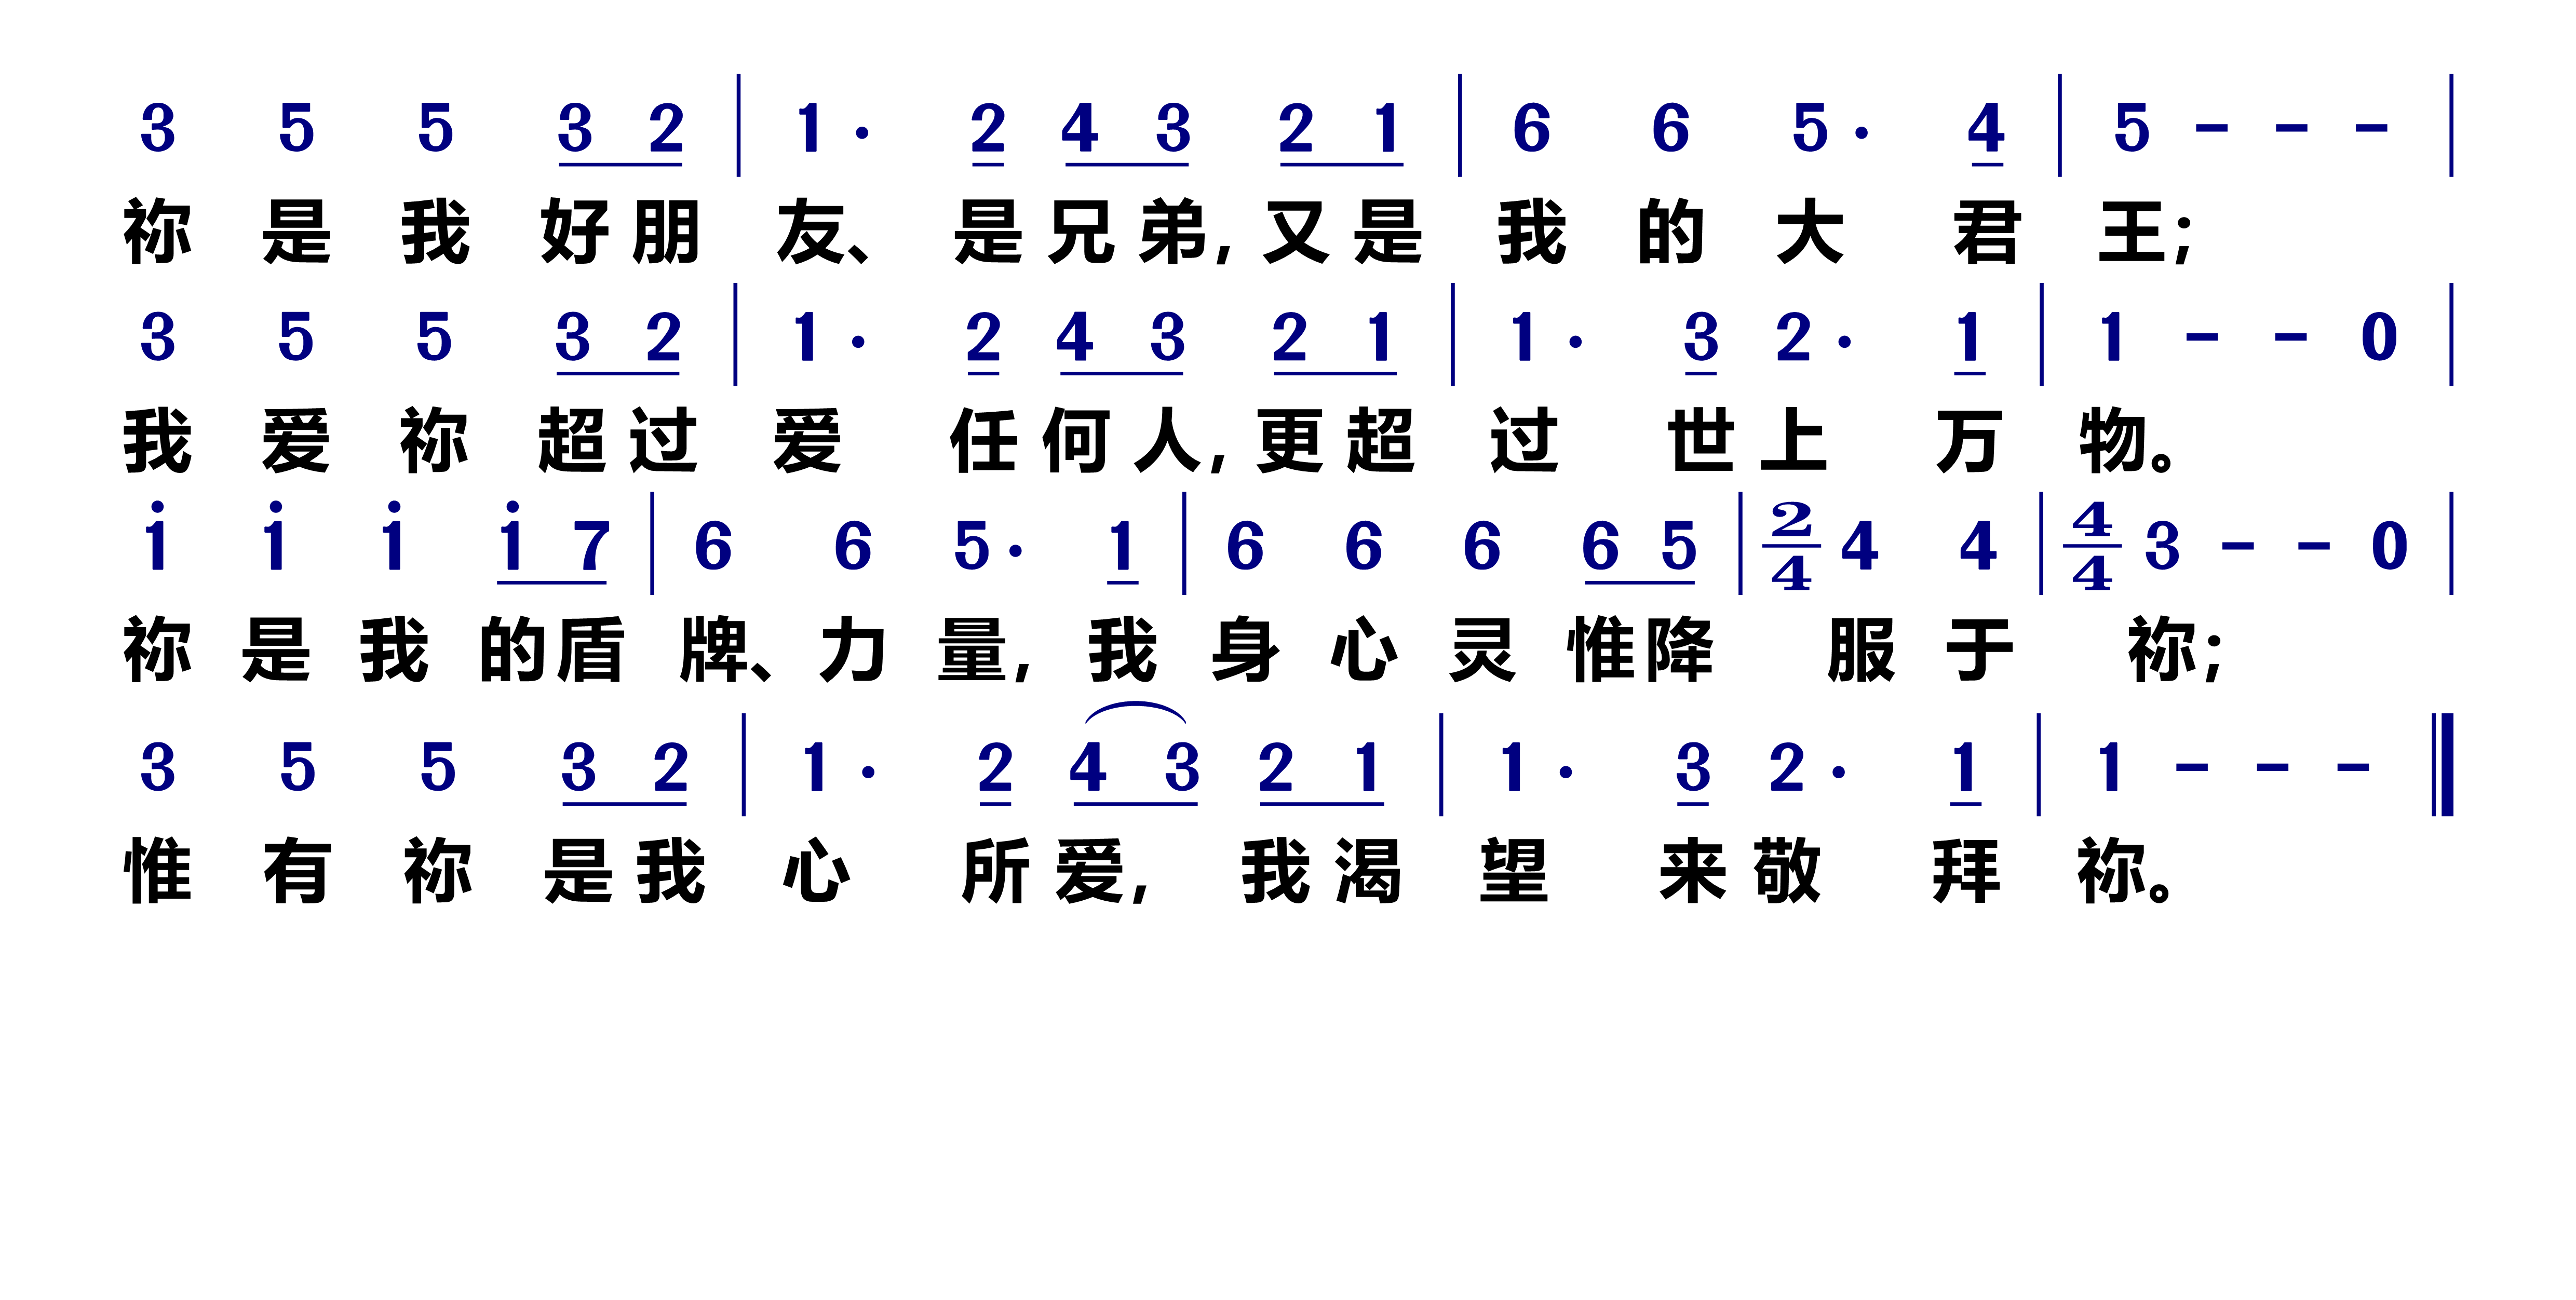 3 5 5 3 2 | 1 · 2 4 3 2 1 | 6 6 5 · 4 | 5 – – – |
祢是我好朋友、是兄弟,又是我的大君王;
3 5 5 3 2 | 1 · 2 4 3 2 1 | 1 · 3 2 · 1 | 1 – – 0 |
我爱祢超过爱任何人,更超过世上万物。
1̇ 1̇ 1̇ 1̇ 7 | 6 6 5 · 1 | 6 6 6 6 5 | 2/4 4 4 | 4/4 3 – – 0 |
祢是我的盾牌、力量,我身心灵惟降服于祢;
3 5 5 3 2 | 1 · 2 4 3 2 1 | 1 · 3 2 · 1 | 1 – – – ‖
惟有祢是我心所爱,我渴望来敬拜祢。